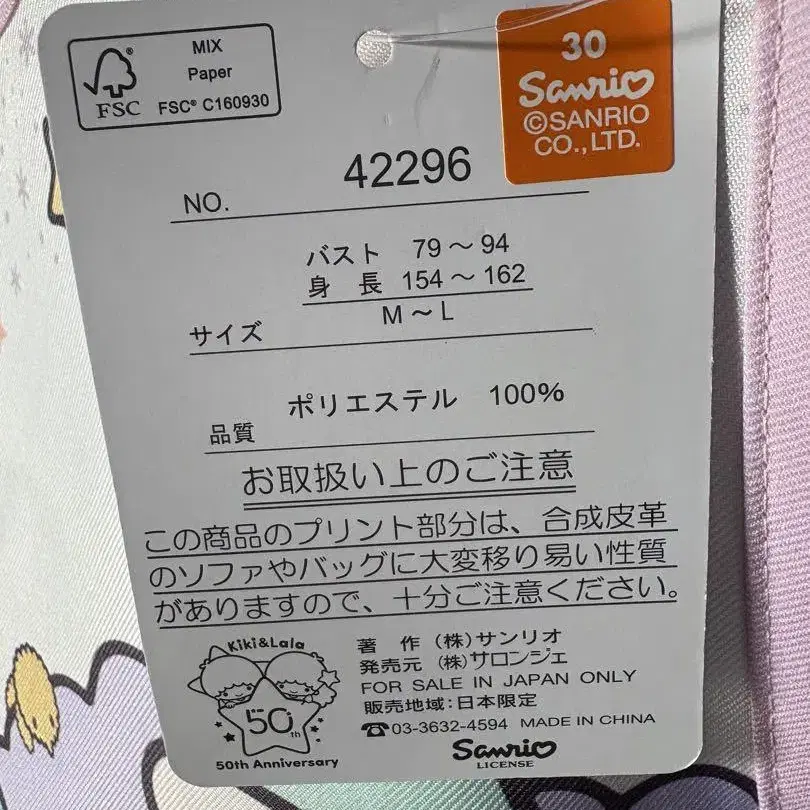 MIX
Paper
FSC
FSC® C160930
30
Sanrio
©SANRIO
CO.,LTD.
NO. 42296
バスト 79～94
身 長 154～162
サイズ M～L
品質 ポリエステル 100%
お取扱い上のご注意
この商品のプリント部分は、合成皮革
のソファやバッグに大変移り易い性質
がありますので、十分ご注意ください。
Kiki&Lala
50th
50th Anniversary
著 作 (株)サンリオ
発売元 (株)サロンジェ
FOR SALE IN JAPAN ONLY
販売地域:日本限定
☎03-3632-4594 MADE IN CHINA
Sanrio
LICENSE